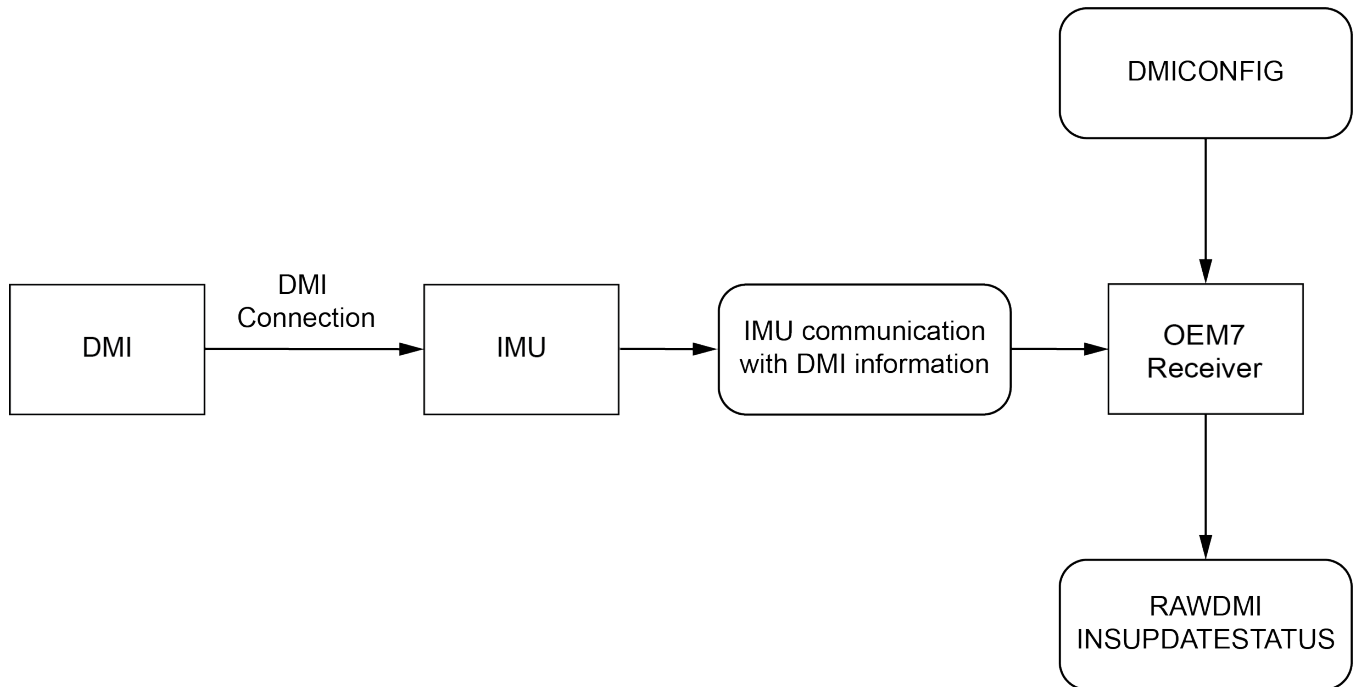 DMICONFIG
DMI
DMI
Connection
IMU
IMU communication
with DMI information
OEM7
Receiver
RAWDMI
INSUPDATESTATUS